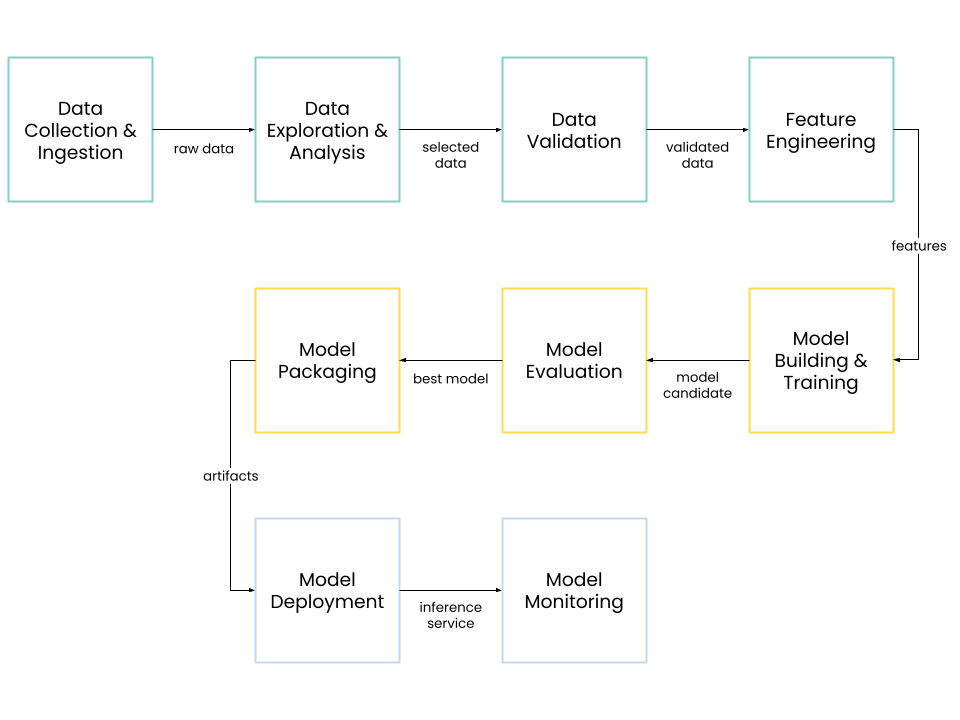 Data
Collection &
Ingestion
raw data
Data
Exploration &
Analysis
selected
data
Data
Validation
validated
data
Feature
Engineering
features
Model
Building &
Training
model
candidate
Model
Evaluation
best model
Model
Packaging
artifacts
Model
Deployment
inference
service
Model
Monitoring